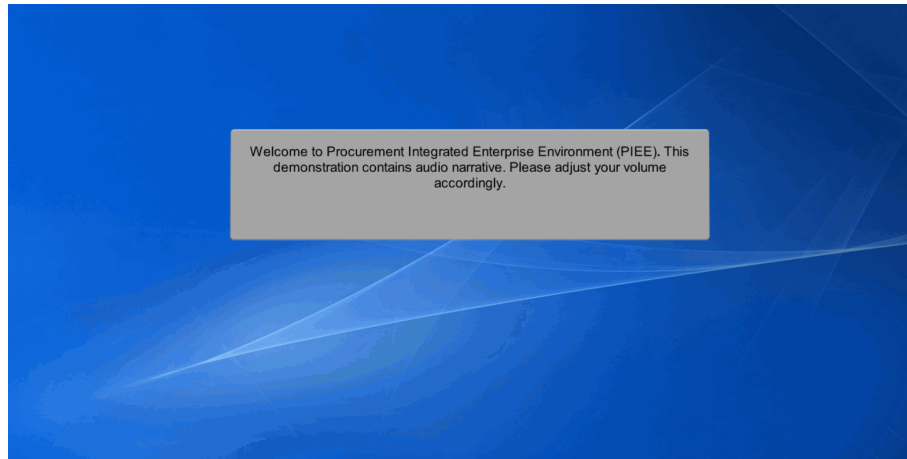 Welcome to Procurement Integrated Enterprise Environment (PIEE). This
demonstration contains audio narrative. Please adjust your volume
accordingly.